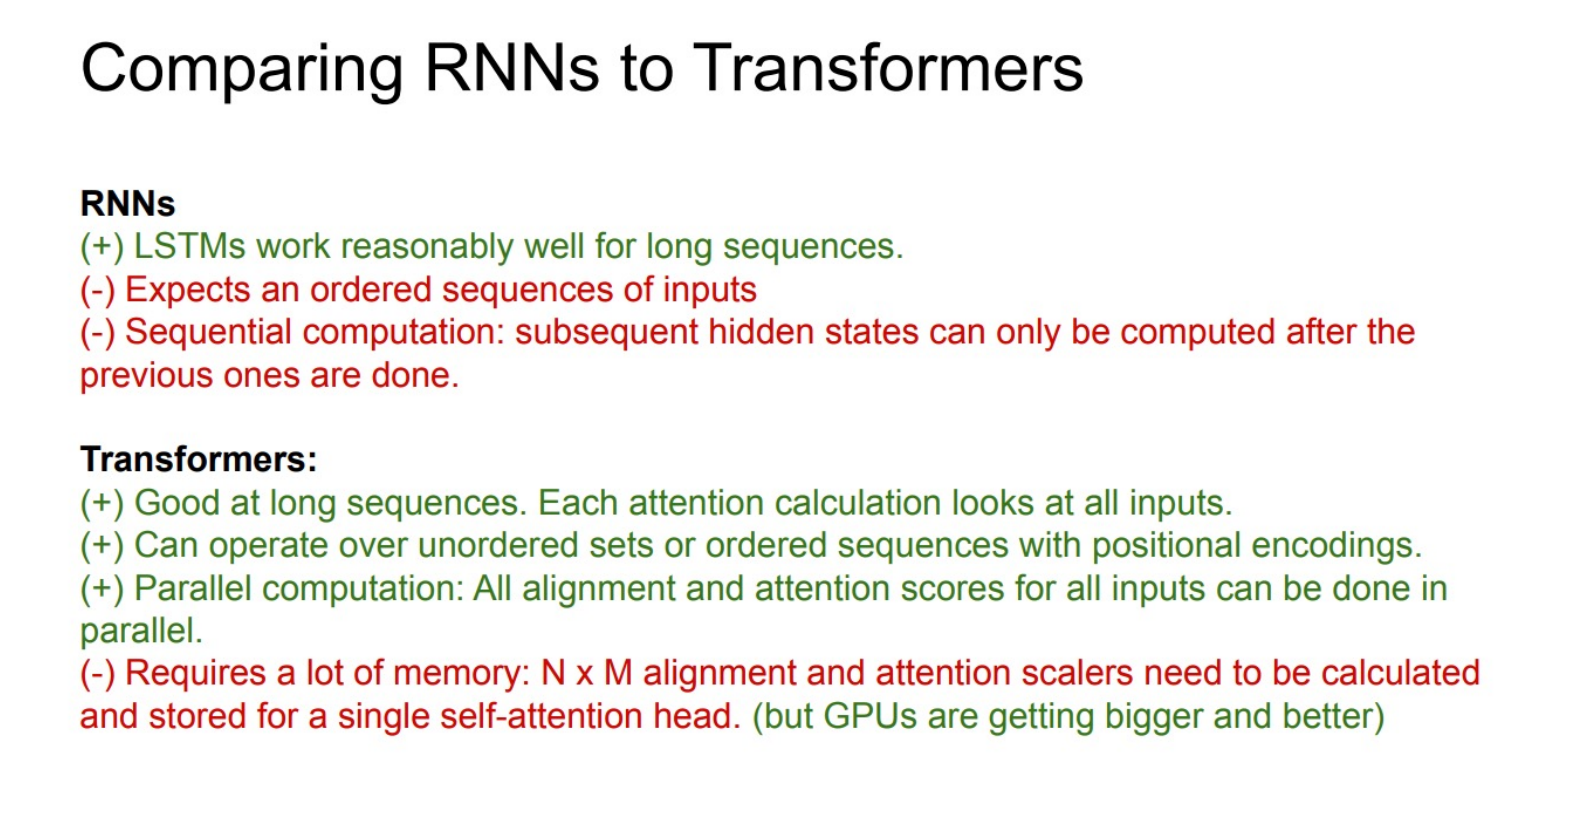 Comparing RNNs to Transformers
RNNs
(+) LSTMs work reasonably well for long sequences.
(-) Expects an ordered sequences of inputs
(-) Sequential computation: subsequent hidden states can only be computed after the
previous ones are done.
Transformers:
(+) Good at long sequences. Each attention calculation looks at all inputs.
(+) Can operate over unordered sets or ordered sequences with positional encodings.
(+) Parallel computation: All alignment and attention scores for all inputs can be done in
parallel.
(-) Requires a lot of memory: N x M alignment and attention scalers need to be calculated
and stored for a single self-attention head. (but GPUs are getting bigger and better)